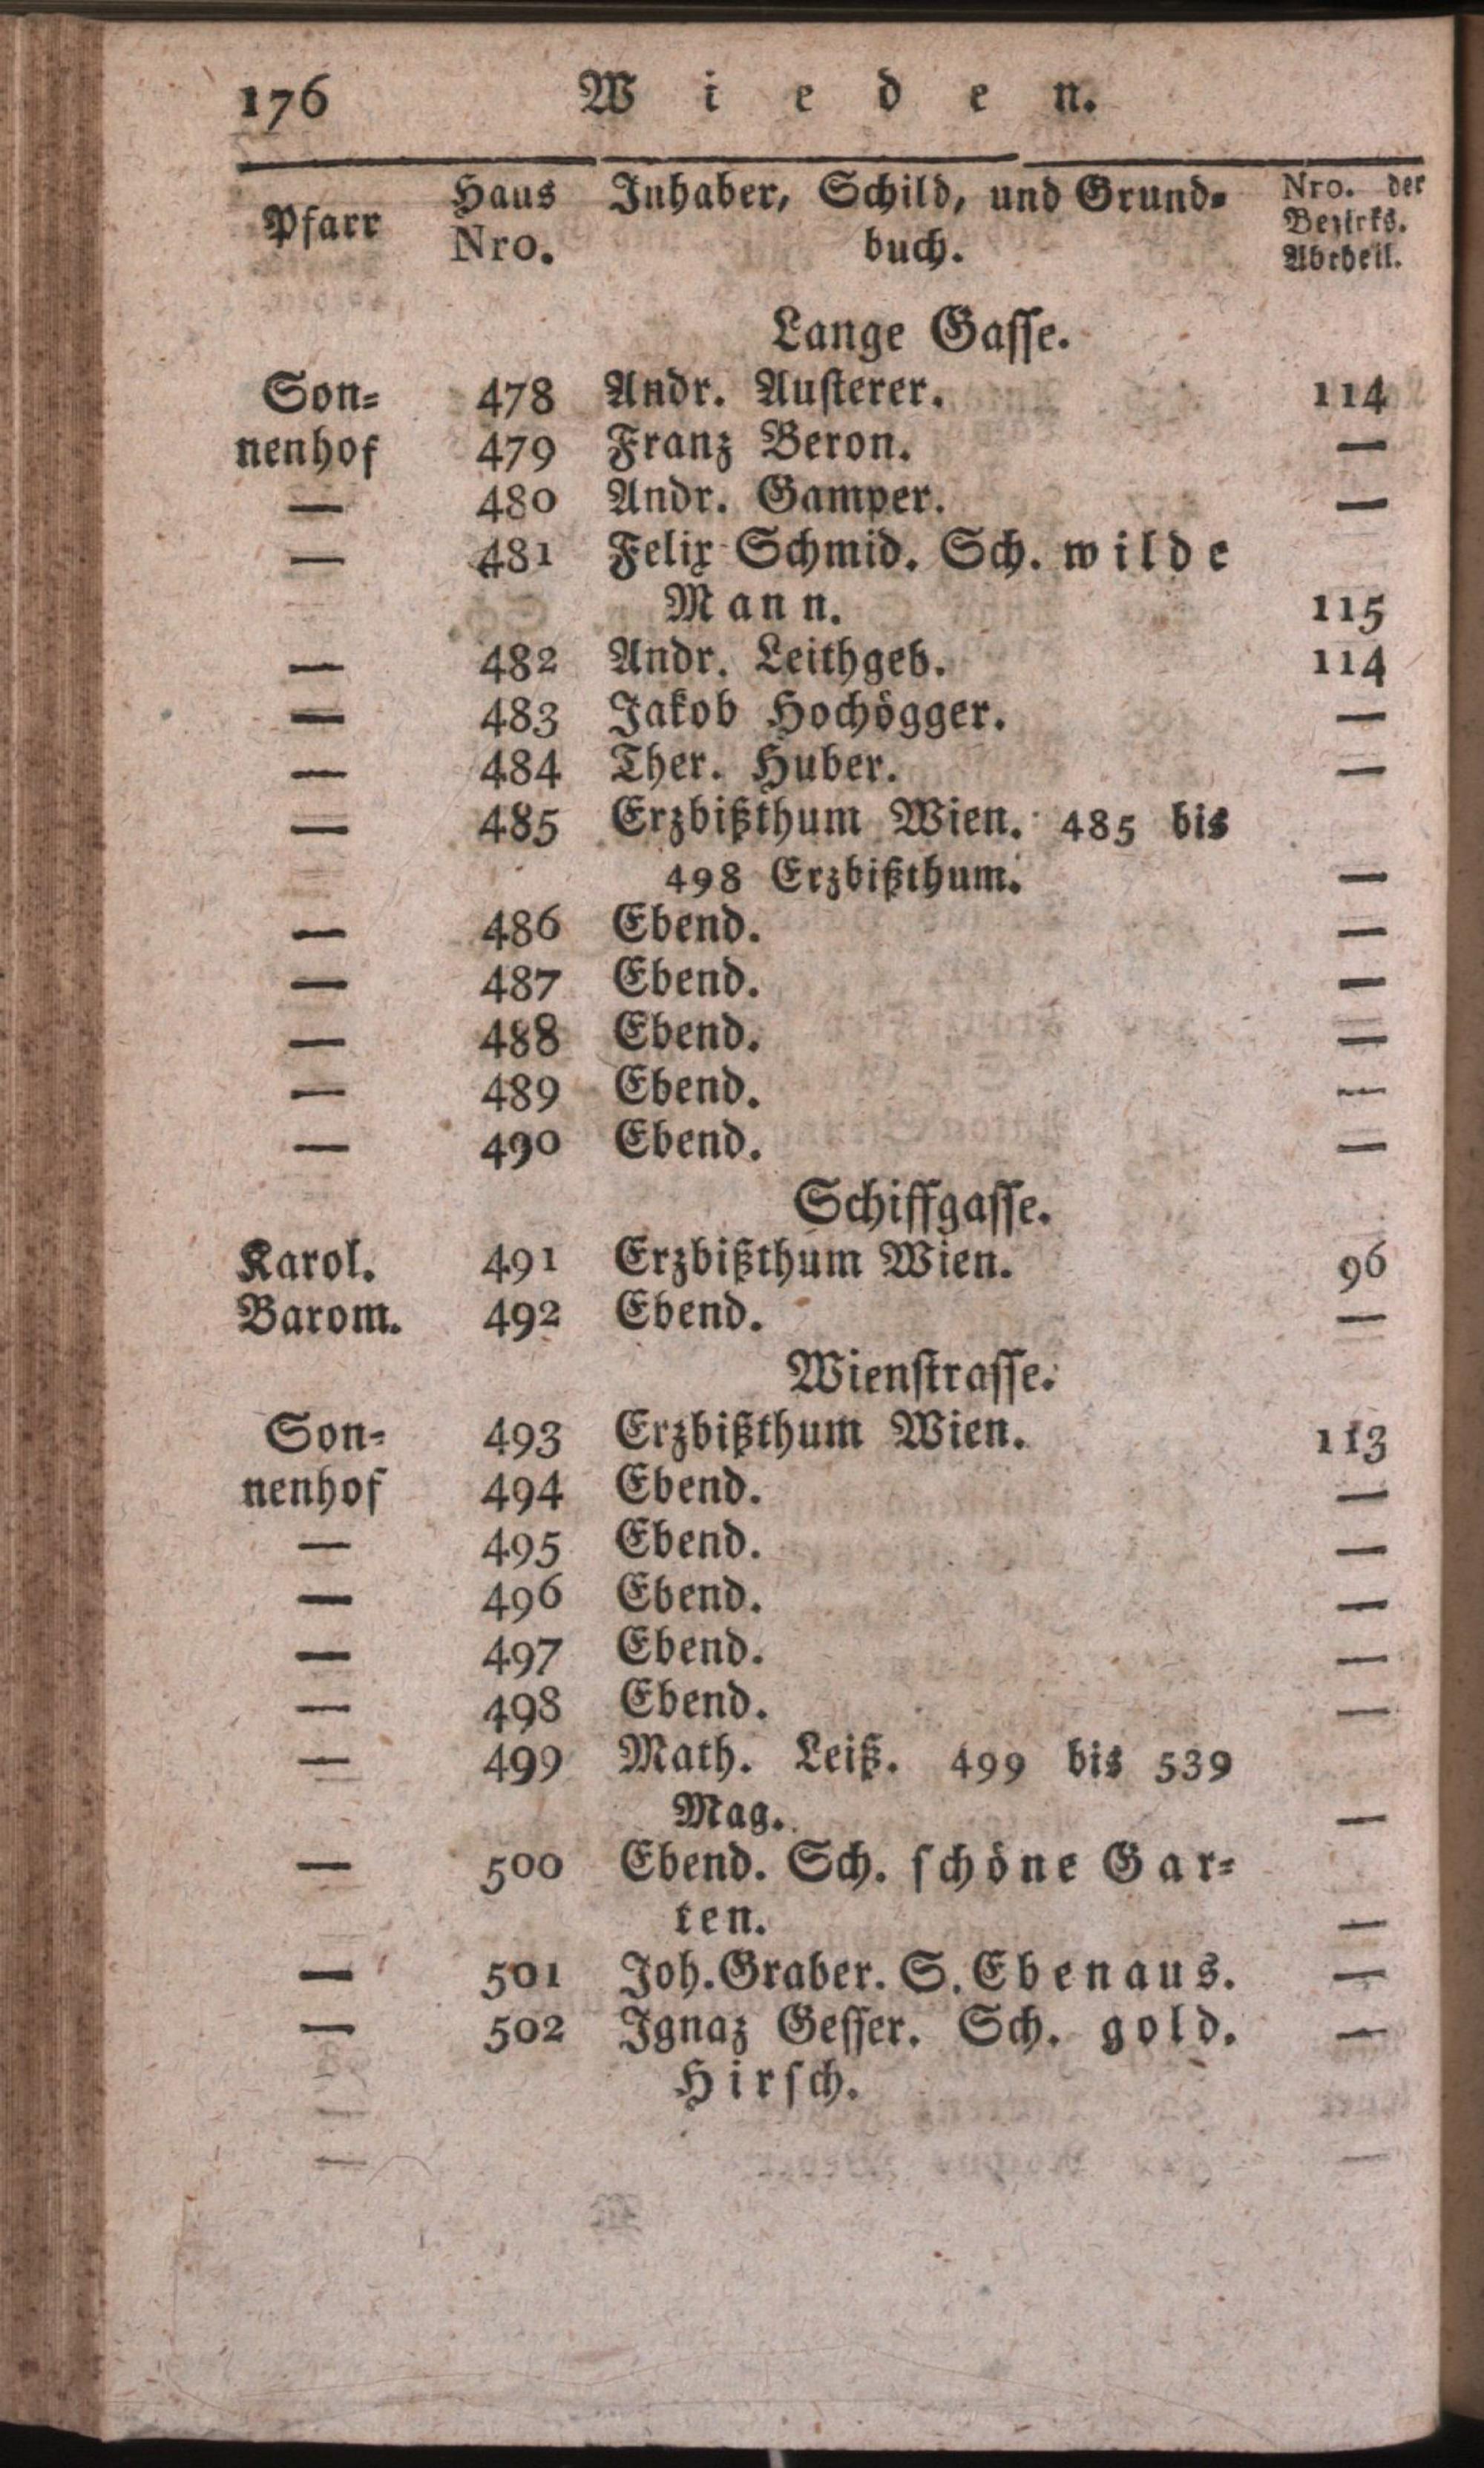 176 Wieden.
Pfarr Haus Nro. Inhaber, Schild, und Grund- buch. Nro. der Bezirks. Abtheil.
Lange Gasse.
Son- 478 Andr. Austerer. 114
nenhof 479 Franz Beron. —
— 480 Andr. Gamper. —
— 481 Felix Schmid. Sch. wilde
Mann. 115
— 482 Andr. Leithgeb. 114
— 483 Jakob Hochögger. —
— 484 Ther. Huber. —
— 485 Erzbißthum Wien. 485 bis
498 Erzbißthum. —
— 486 Ebend. —
— 487 Ebend. —
— 488 Ebend. —
— 489 Ebend. —
— 490 Ebend. —
Schiffgasse.
Karol. 491 Erzbißthum Wien. 96
Barom. 492 Ebend. —
Wienstrasse.
Son- 493 Erzbißthum Wien. 113
nenhof 494 Ebend. —
— 495 Ebend. —
— 496 Ebend. —
— 497 Ebend. —
— 498 Ebend. —
— 499 Math. Leiß. 499 bis 539
Mag. —
— 500 Ebend. Sch. schöne Gar-
ten. —
— 501 Joh. Graber. S. Ebenaus. —
— 502 Ignaz Gesser. Sch. gold. —
Hirsch.